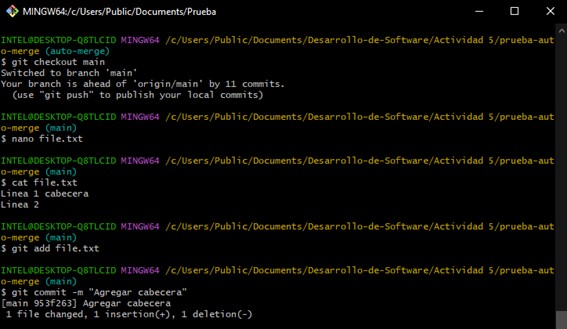 MINGW64:/c/Users/Public/Documents/Prueba
INTEL@DESKTOP-Q8TLCID MINGW64 /c/Users/Public/Documents/Desarrollo-de-Software/Actividad 5/prueba-aut
o-merge (auto-merge)
$ git checkout main
Switched to branch 'main'
Your branch is ahead of 'origin/main' by 11 commits.
  (use "git push" to publish your local commits)
INTEL@DESKTOP-Q8TLCID MINGW64 /c/Users/Public/Documents/Desarrollo-de-Software/Actividad 5/prueba-aut
o-merge (main)
$ nano file.txt
INTEL@DESKTOP-Q8TLCID MINGW64 /c/Users/Public/Documents/Desarrollo-de-Software/Actividad 5/prueba-aut
o-merge (main)
$ cat file.txt
Linea 1 cabecera
Linea 2
INTEL@DESKTOP-Q8TLCID MINGW64 /c/Users/Public/Documents/Desarrollo-de-Software/Actividad 5/prueba-aut
o-merge (main)
$ git add file.txt
INTEL@DESKTOP-Q8TLCID MINGW64 /c/Users/Public/Documents/Desarrollo-de-Software/Actividad 5/prueba-aut
o-merge (main)
$ git commit -m "Agregar cabecera"
[main 953f263] Agregar cabecera
 1 file changed, 1 insertion(+), 1 deletion(-)